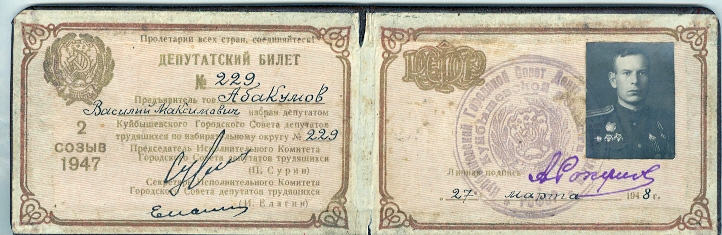 Пролетарии всех стран, соединяйтесь!
ДЕПУТАТСКИЙ БИЛЕТ
№ 229
Предъявитель тов. Абакумов
Василий Максимович избран депутатом
Куйбышевского Городского Совета депутатов
трудящихся по избирательному округу № 229
Председатель Исполнительного Комитета
Городского Совета депутатов трудящихся
(П. Сурин)
Секретарь Исполнительного Комитета
Городского Совета депутатов трудящихся
(И. Елагин)
2
СОЗЫВ
1947
РСФСР
Городской Совет
Личная подпись
"27" марта 1948 г.